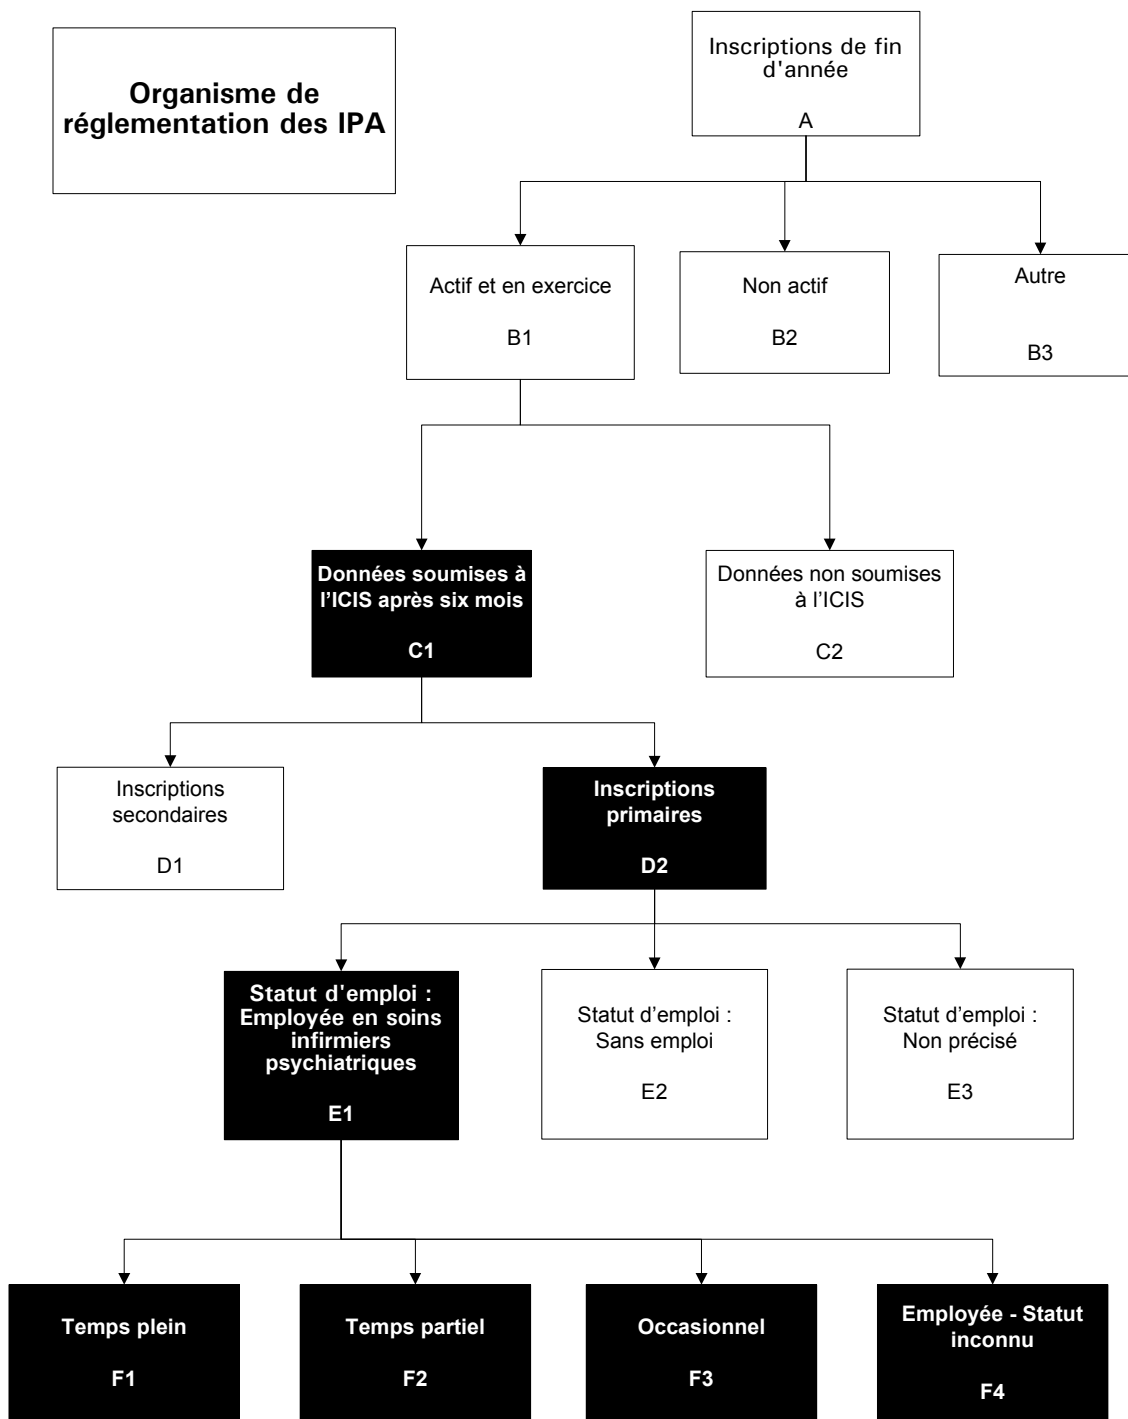 Organisme de
réglementation des IPA
Inscriptions de fin
d'année
A
Actif et en exercice
B1
Non actif
B2
Autre
B3
Données soumises à
l'ICIS après six mois
C1
Données non soumises
à l'ICIS
C2
Inscriptions
secondaires
D1
Inscriptions
primaires
D2
Statut d'emploi :
Employée en soins
infirmiers
psychiatriques
E1
Statut d'emploi :
Sans emploi
E2
Statut d'emploi :
Non précisé
E3
Temps plein
F1
Temps partiel
F2
Occasionnel
F3
Employée - Statut
inconnu
F4